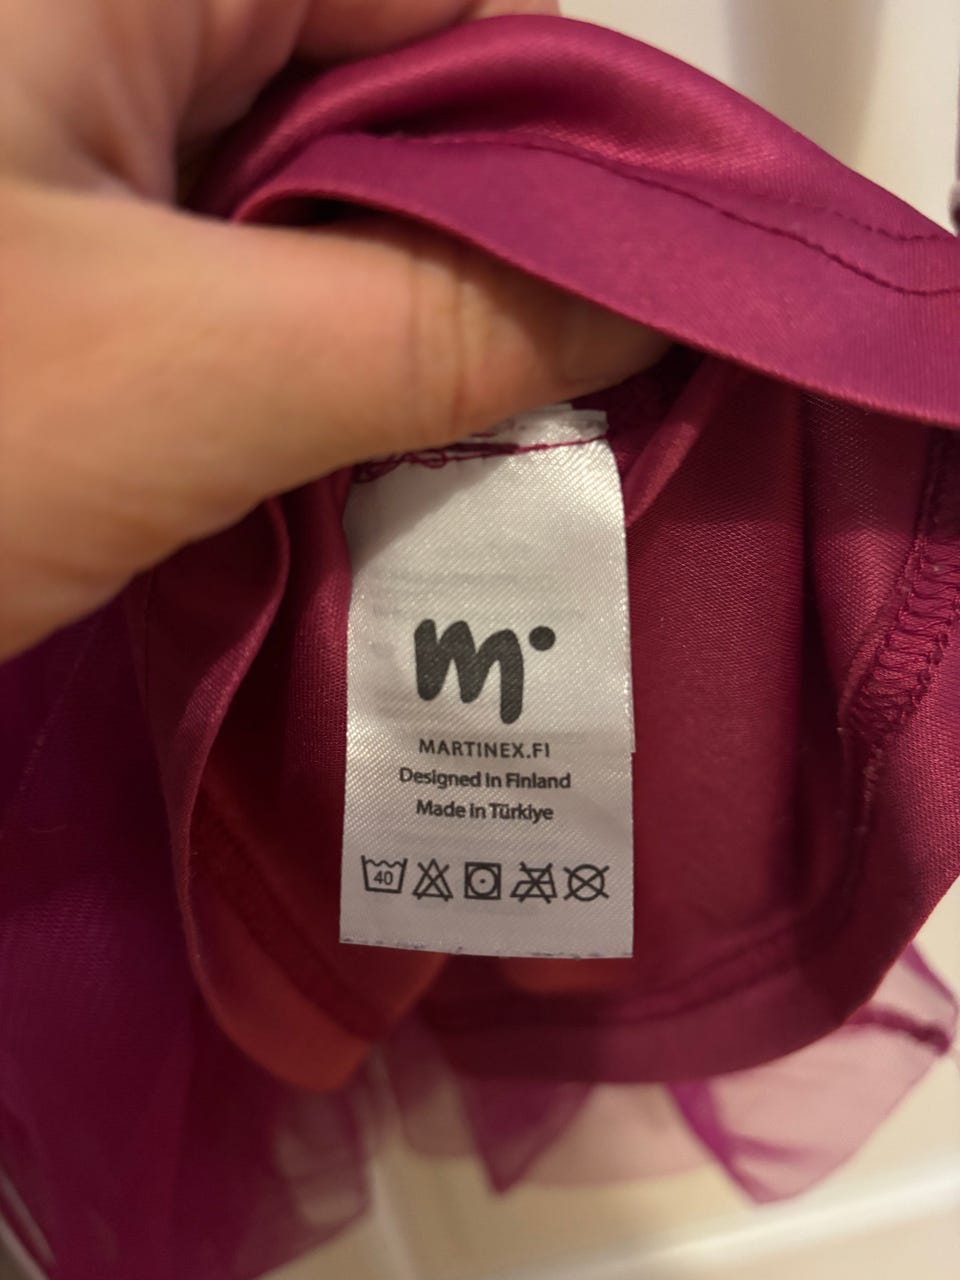 m
MARTINEX.FI
Designed in Finland
Made in Türkiye
40